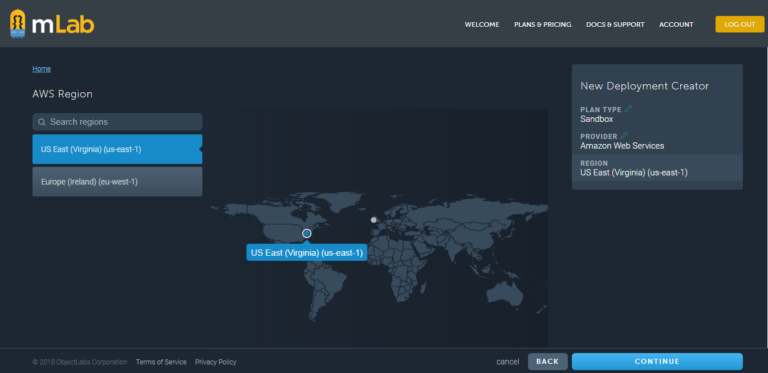 mLab
WELCOME
PLANS & PRICING
DOCS & SUPPORT
ACCOUNT
LOG OUT
Home
AWS Region
Search regions
US East (Virginia) (us-east-1)
Europe (Ireland) (eu-west-1)
US East (Virginia) (us-east-1)
New Deployment Creator
PLAN TYPE
Sandbox
PROVIDER
Amazon Web Services
REGION
US East (Virginia) (us-east-1)
© 2018 ObjectLabs Corporation
Terms of Service
Privacy Policy
cancel
BACK
CONTINUE